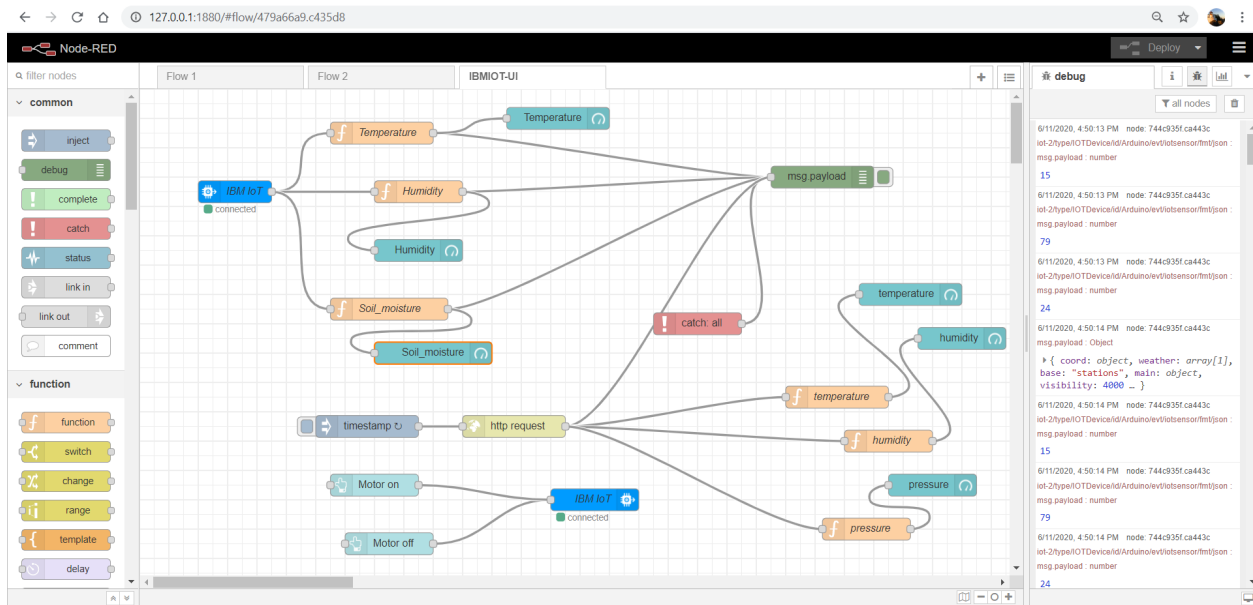 127.0.0.1:1880/#flow/479a66a9.c435d8
Node-RED
Deploy
filter nodes
Flow 1
Flow 2
IBMIOT-UI
debug
i
all nodes
common
inject
debug
complete
catch
status
link in
link out
comment
function
function
switch
change
range
template
delay
Temperature
Temperature
IBM IoT
connected
Humidity
Humidity
msg.payload
Soil_moisture
Soil_moisture
catch: all
temperature
humidity
temperature
humidity
timestamp ↻
http request
Motor on
Motor off
IBM IoT
connected
pressure
pressure
6/11/2020, 4:50:13 PM node: 744c935f.ca443c
iot-2/type/IOTDevice/id/Arduino/evt/iotsensor/fmt/json :
msg.payload : number
15
6/11/2020, 4:50:13 PM node: 744c935f.ca443c
iot-2/type/IOTDevice/id/Arduino/evt/iotsensor/fmt/json :
msg.payload : number
79
6/11/2020, 4:50:13 PM node: 744c935f.ca443c
iot-2/type/IOTDevice/id/Arduino/evt/iotsensor/fmt/json :
msg.payload : number
24
6/11/2020, 4:50:14 PM node: 744c935f.ca443c
msg.payload : Object
{ coord: object, weather: array[1],
base: "stations", main: object,
visibility: 4000 … }
6/11/2020, 4:50:14 PM node: 744c935f.ca443c
iot-2/type/IOTDevice/id/Arduino/evt/iotsensor/fmt/json :
msg.payload : number
15
6/11/2020, 4:50:14 PM node: 744c935f.ca443c
iot-2/type/IOTDevice/id/Arduino/evt/iotsensor/fmt/json :
msg.payload : number
79
6/11/2020, 4:50:14 PM node: 744c935f.ca443c
iot-2/type/IOTDevice/id/Arduino/evt/iotsensor/fmt/json :
msg.payload : number
24